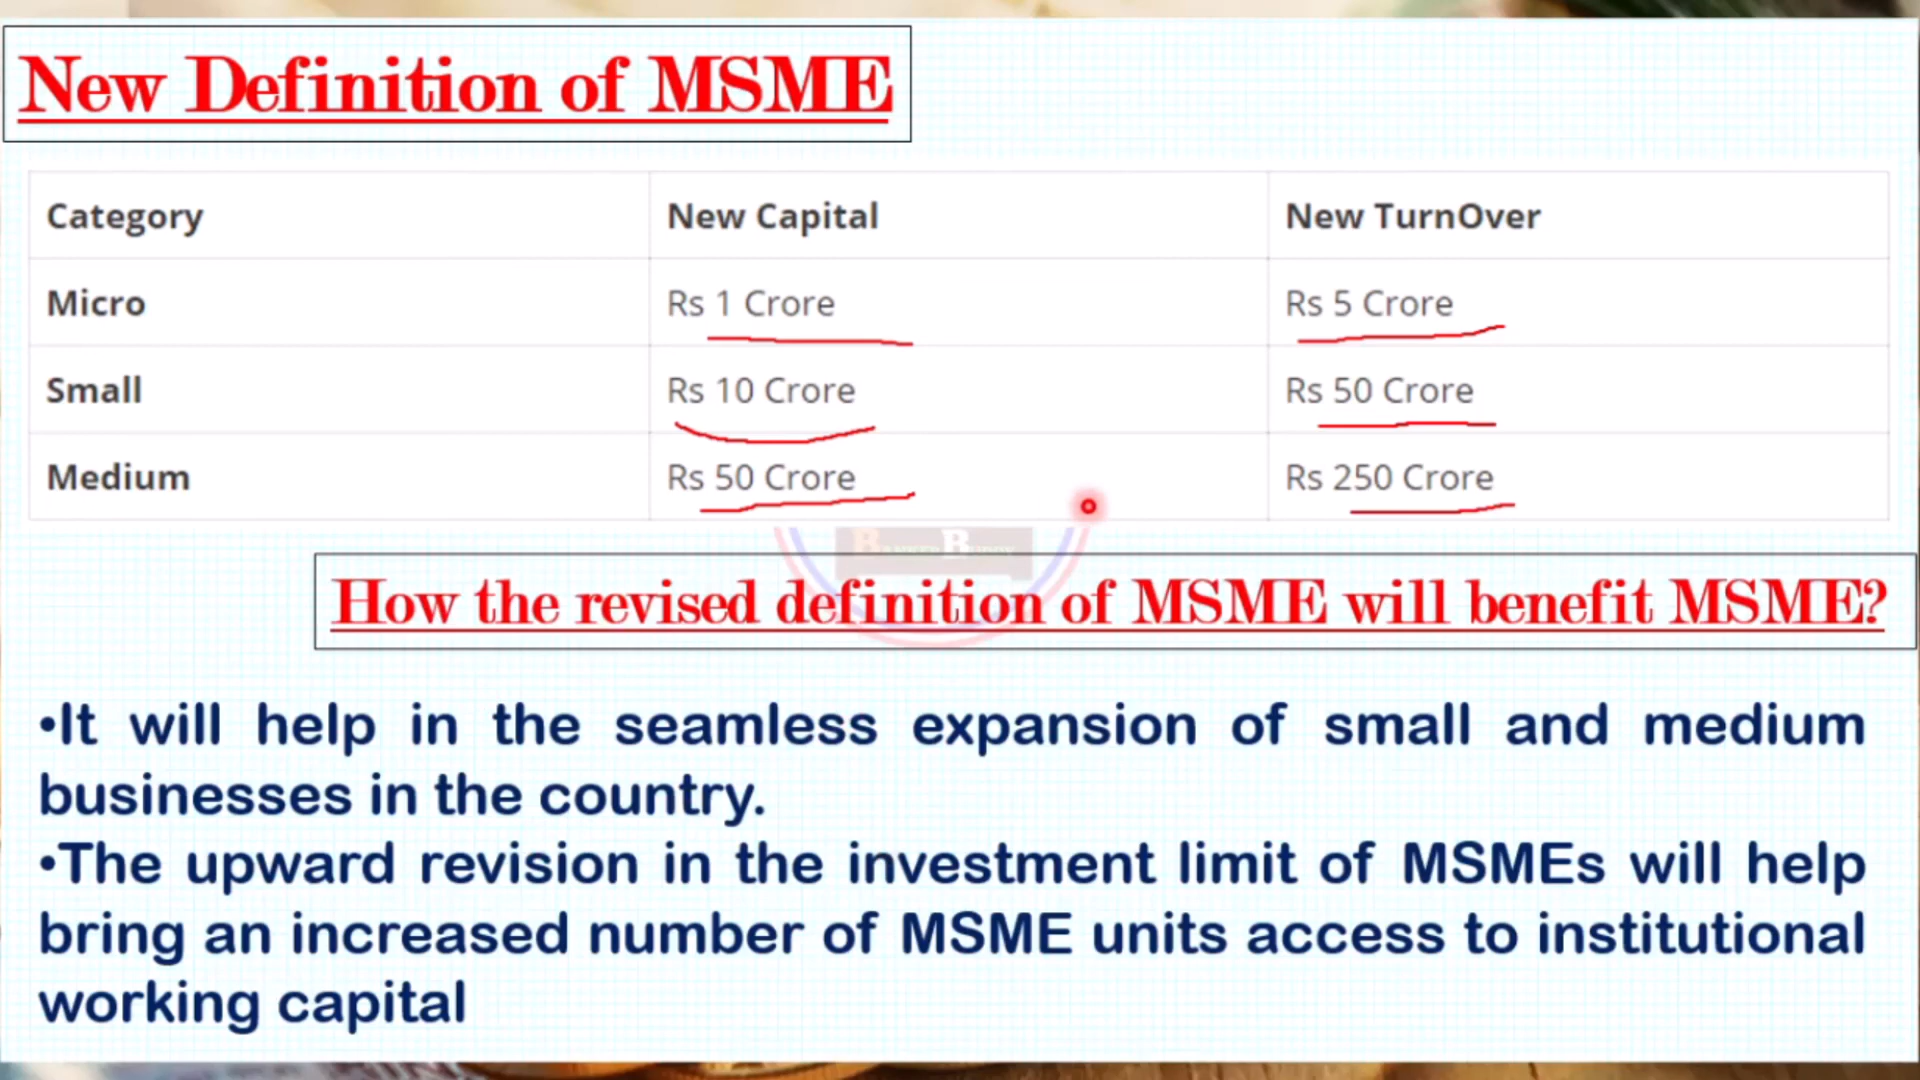 New Definition of MSME
Category New Capital New TurnOver
Micro Rs 1 Crore Rs 5 Crore
Small Rs 10 Crore Rs 50 Crore
Medium Rs 50 Crore Rs 250 Crore
How the revised definition of MSME will benefit MSME?
•It will help in the seamless expansion of small and medium
businesses in the country.
•The upward revision in the investment limit of MSMEs will help
bring an increased number of MSME units access to institutional
working capital